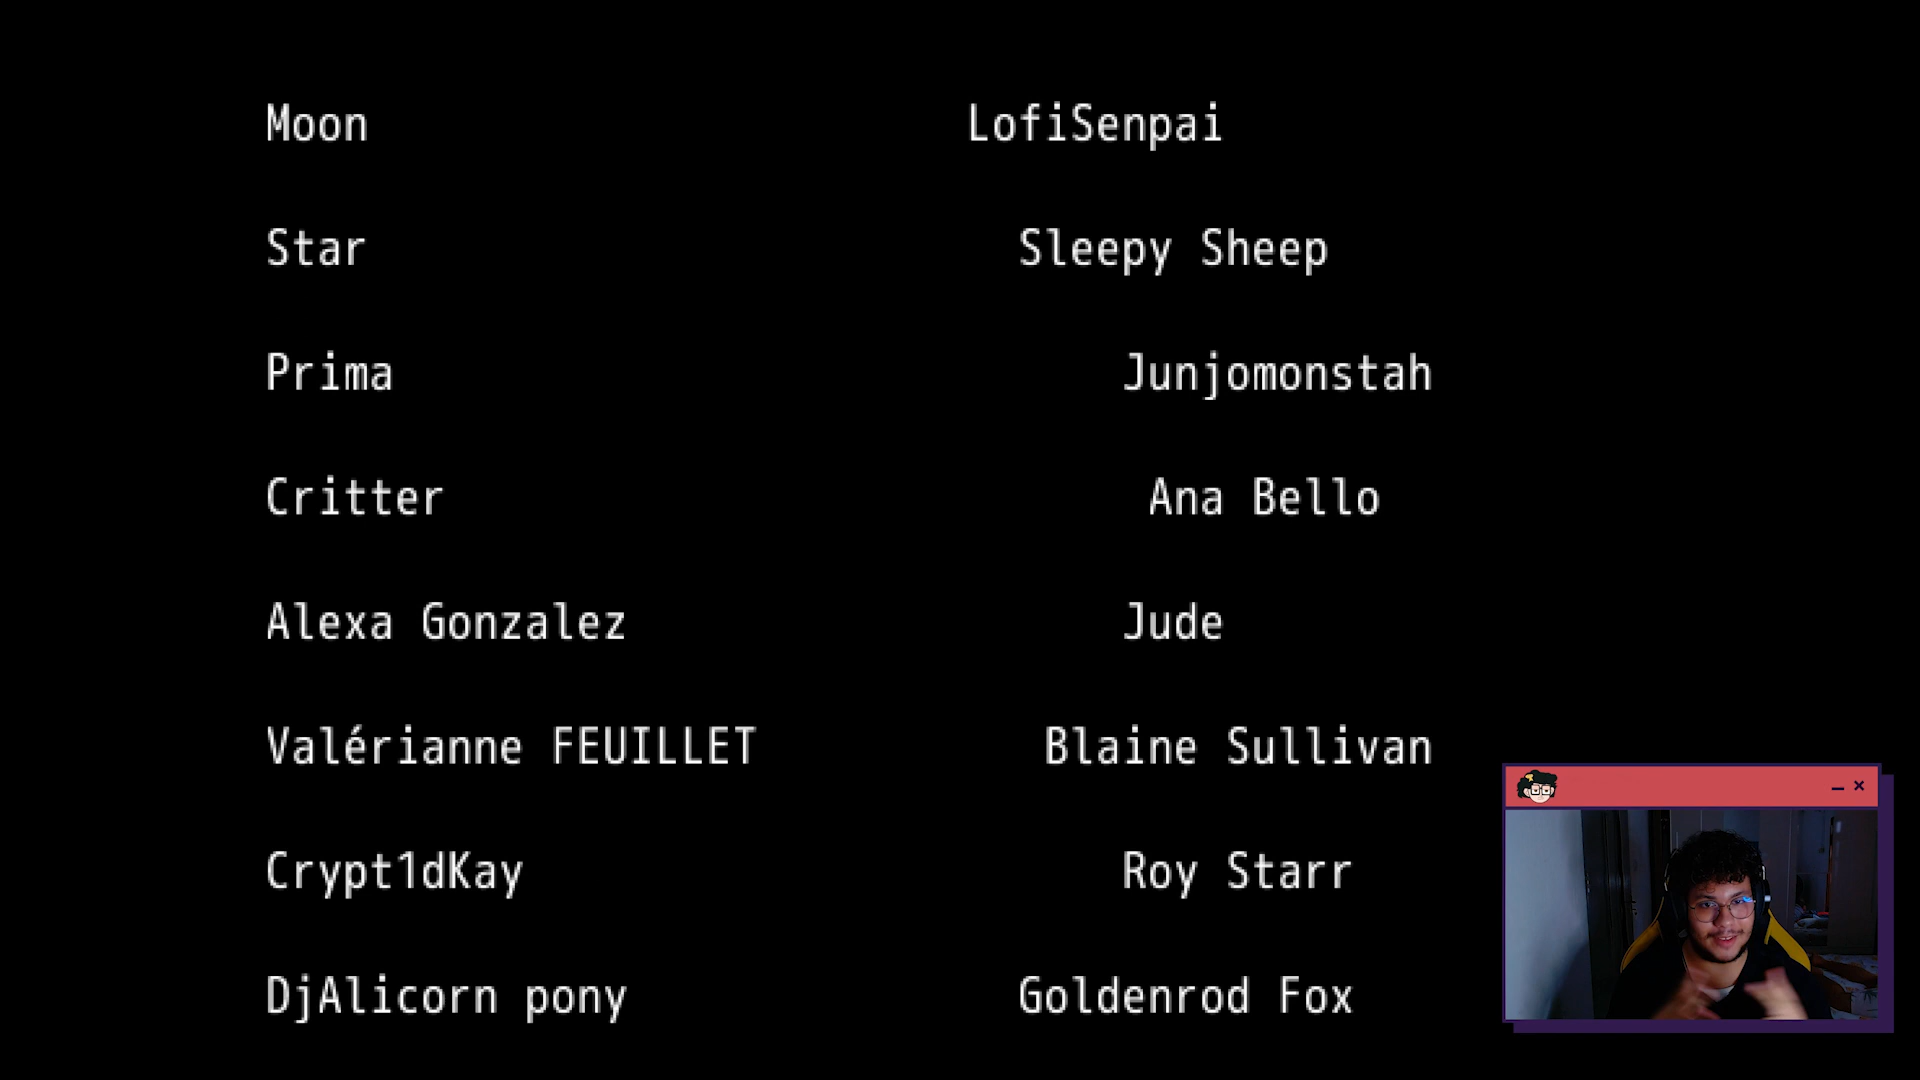 Moon LofiSenpai
Star Sleepy Sheep
Prima Junjomonstah
Critter Ana Bello
Alexa Gonzalez Jude
Valérianne FEUILLET Blaine Sullivan
Crypt1dKay Roy Starr
DjAlicorn pony Goldenrod Fox